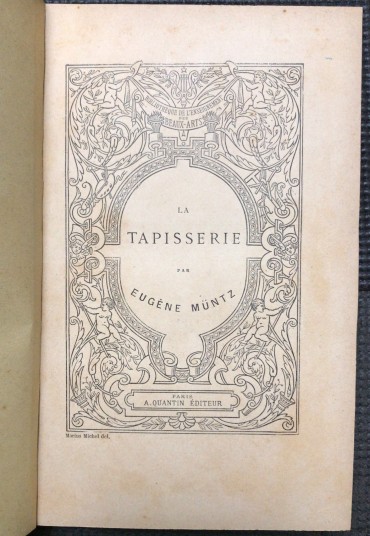 BIBLIOTHÈQUE DE L'ENSEIGNEMENT
DES
BEAUX-ARTS
LA
TAPISSERIE
PAR
EUGÈNE MÜNTZ
PARIS
A. QUANTIN ÉDITEUR
Marius Michel del.